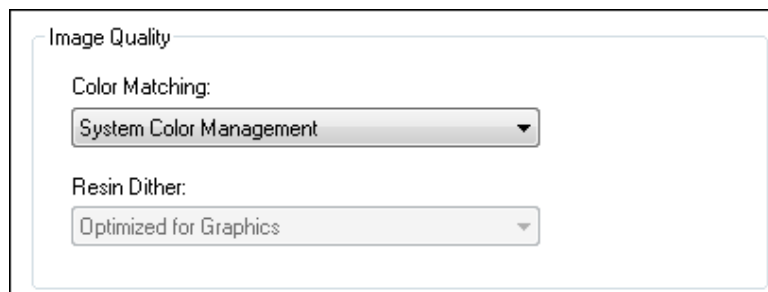 Image Quality
Color Matching:
System Color Management
Resin Dither:
Optimized for Graphics